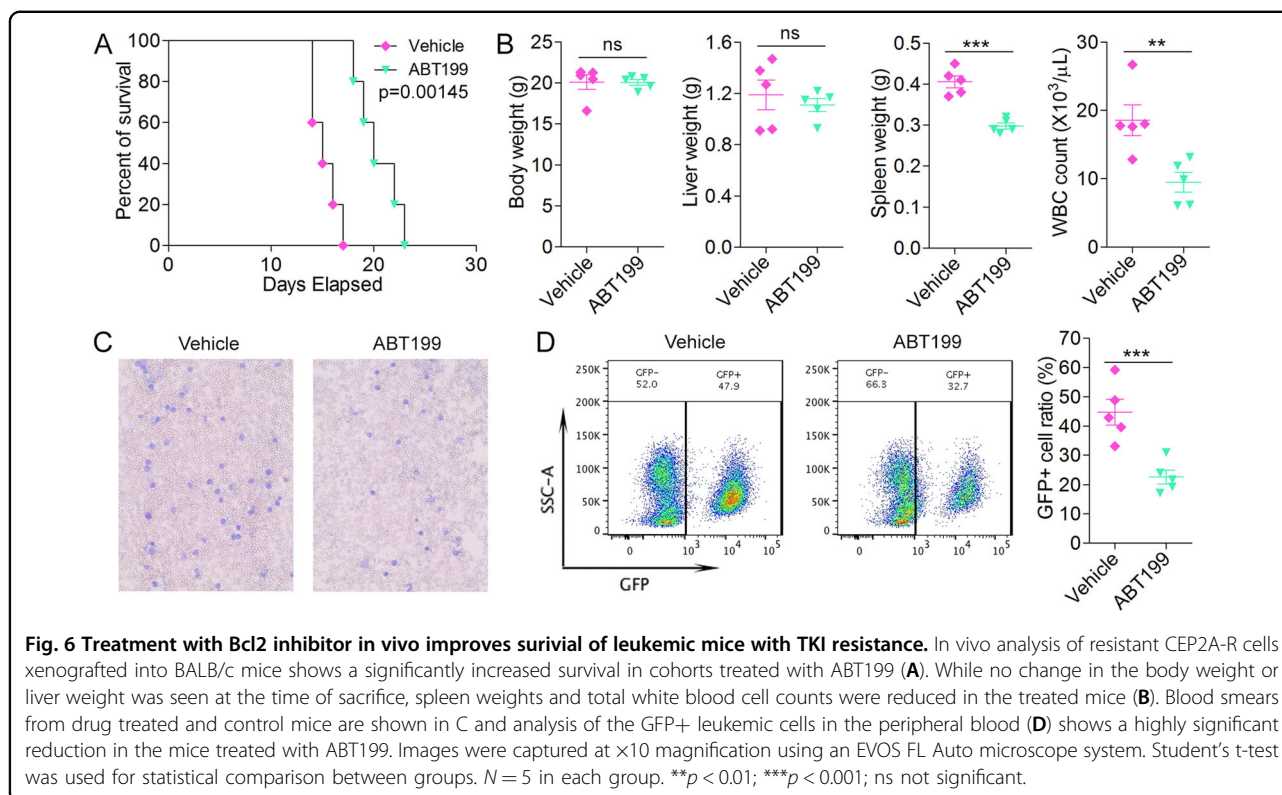 A
Vehicle
ABT199
p=0.00145
100
80
60
40
20
0
Percent of survival
0 10 20 30
Days Elapsed
B
ns
25
20
15
10
5
0
Body weight (g)
Vehicle
ABT199
ns
1.6
1.2
0.8
0.4
0.0
Liver weight (g)
Vehicle
ABT199
***
0.5
0.4
0.3
0.2
0.1
0.0
Spleen weight (g)
Vehicle
ABT199
**
30
20
10
0
WBC count (X10³/μL)
Vehicle
ABT199
C
Vehicle
ABT199
D
Vehicle
250K
200K
150K
100K
50K
0
GFP-
52.0
GFP+
47.9
0 10³ 10⁴ 10⁵
SSC-A
GFP
ABT199
250K
200K
150K
100K
50K
0
GFP-
66.3
GFP+
32.7
0 10³ 10⁴ 10⁵
***
70
60
50
40
30
20
10
0
GFP+ cell ratio (%)
Vehicle
ABT199
Fig. 6 Treatment with Bcl2 inhibitor in vivo improves surivial of leukemic mice with TKI resistance. In vivo analysis of resistant CEP2A-R cells
xenografted into BALB/c mice shows a significantly increased survival in cohorts treated with ABT199 (A). While no change in the body weight or
liver weight was seen at the time of sacrifice, spleen weights and total white blood cell counts were reduced in the treated mice (B). Blood smears
from drug treated and control mice are shown in C and analysis of the GFP+ leukemic cells in the peripheral blood (D) shows a highly significant
reduction in the mice treated with ABT199. Images were captured at ×10 magnification using an EVOS FL Auto microscope system. Student's t-test
was used for statistical comparison between groups. N = 5 in each group. **p < 0.01; ***p < 0.001; ns not significant.